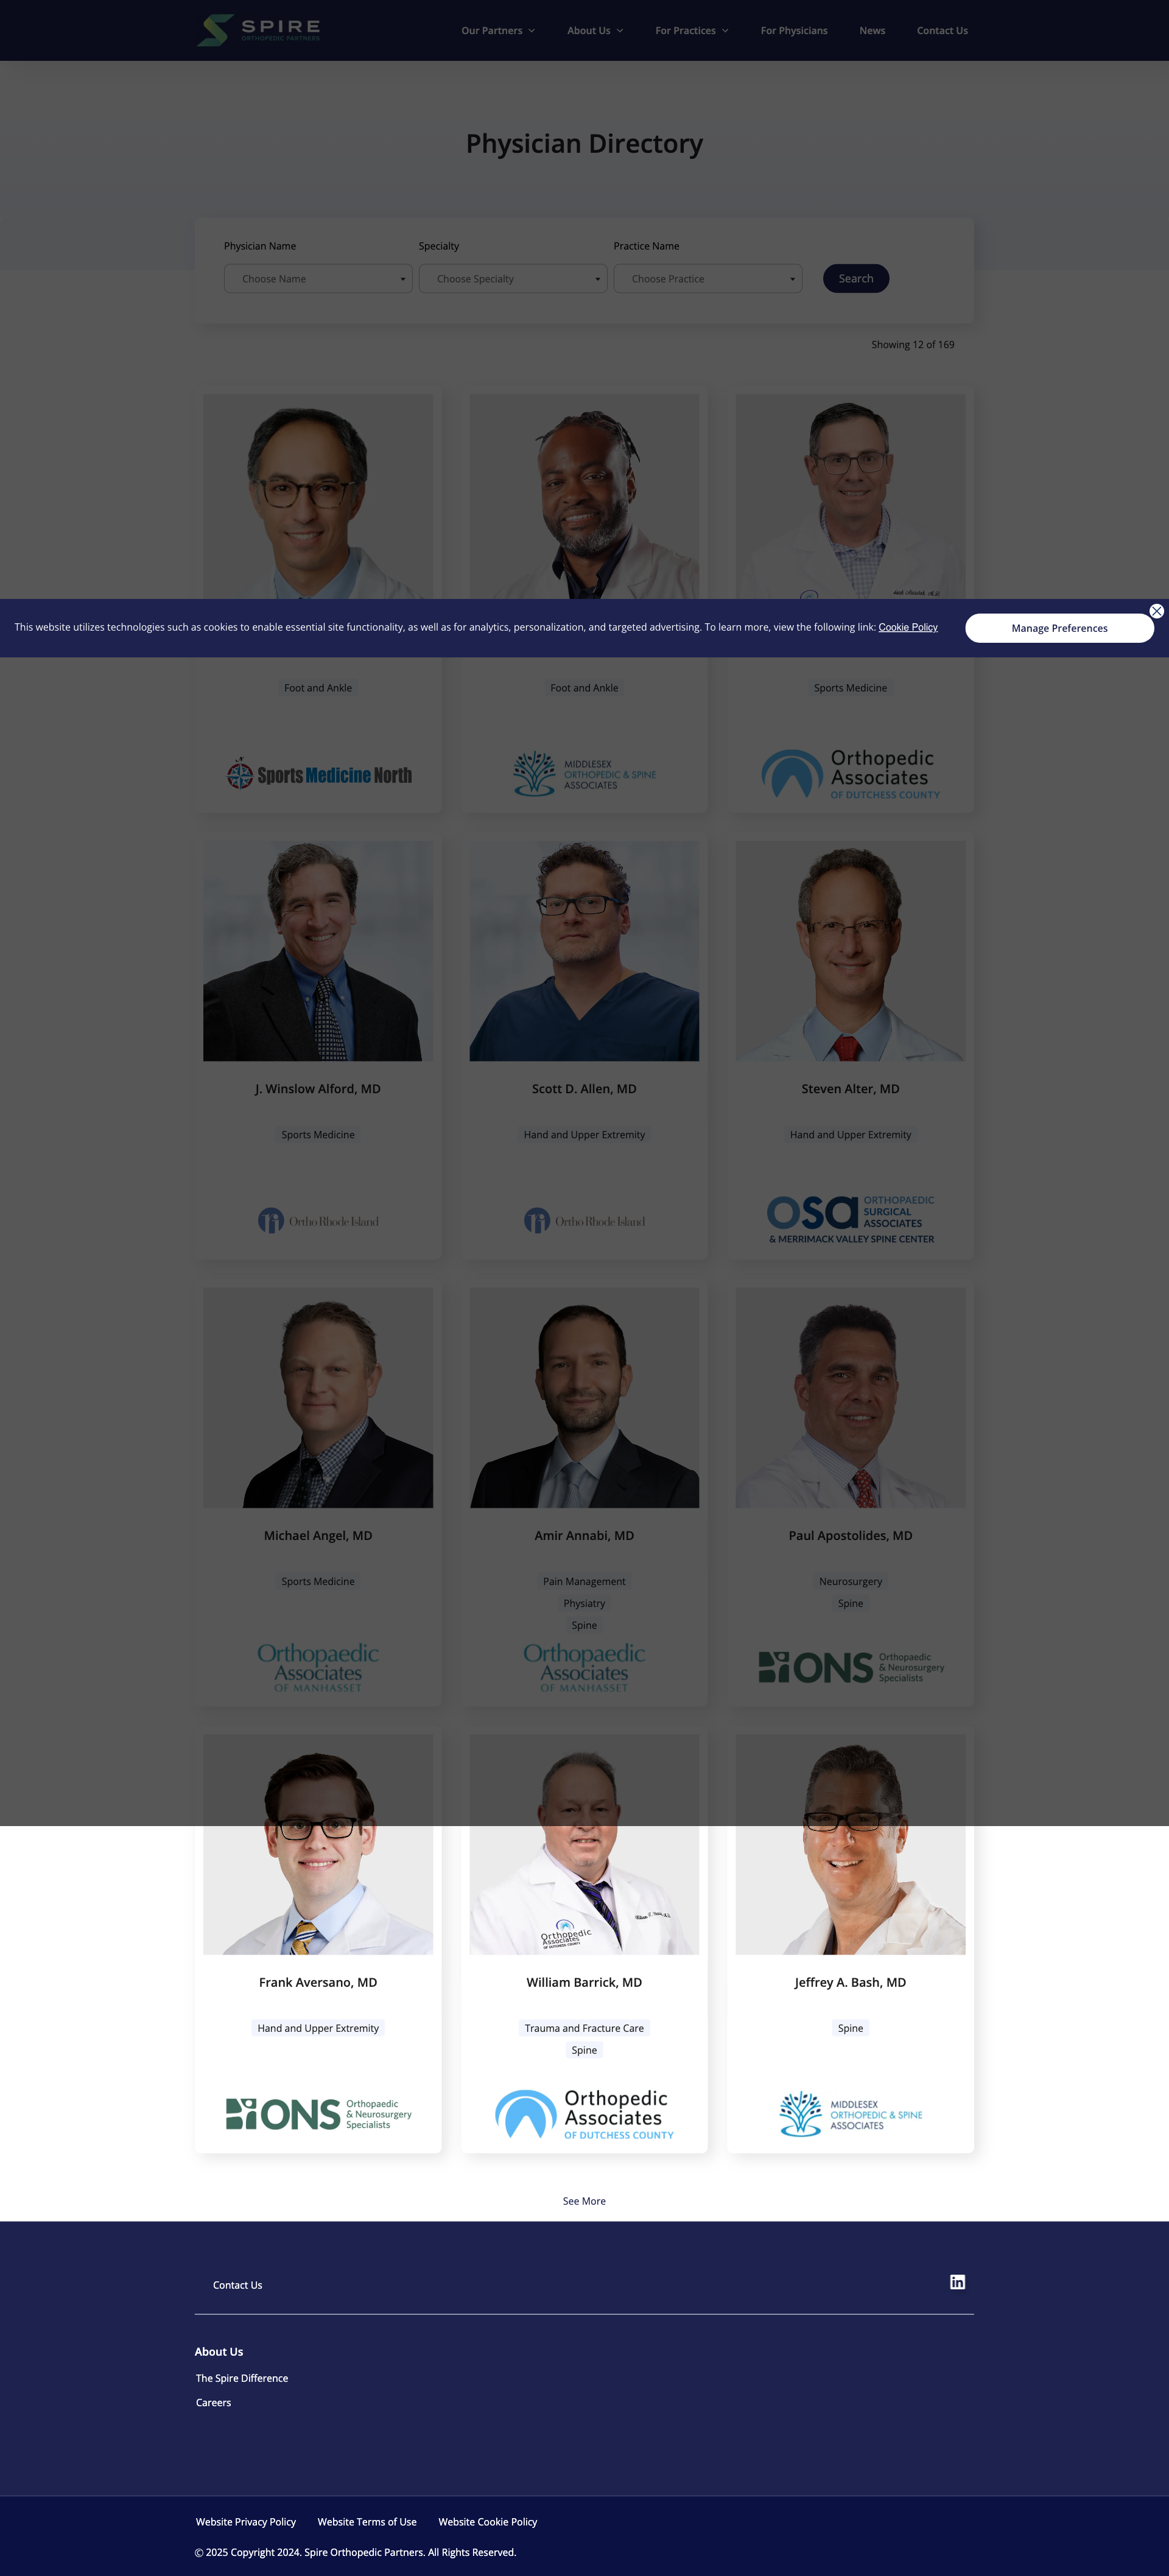 SPIRE
ORTHOPEDIC PARTNERS
Our Partners
About Us
For Practices
For Physicians
News
Contact Us
Physician Directory
Physician Name
Specialty
Practice Name
Choose Name
Choose Specialty
Choose Practice
Search
Showing 12 of 169
This website utilizes technologies such as cookies to enable essential site functionality, as well as for analytics, personalization, and targeted advertising. To learn more, view the following link: Cookie Policy
Manage Preferences
Foot and Ankle
Foot and Ankle
Sports Medicine
Sports Medicine North
MIDDLESEX
ORTHOPEDIC & SPINE
ASSOCIATES
Orthopedic
Associates
OF DUTCHESS COUNTY
J. Winslow Alford, MD
Scott D. Allen, MD
Steven Alter, MD
Sports Medicine
Hand and Upper Extremity
Hand and Upper Extremity
Ortho Rhode Island
Ortho Rhode Island
osa ORTHOPAEDIC
SURGICAL
ASSOCIATES
& MERRIMACK VALLEY SPINE CENTER
Michael Angel, MD
Amir Annabi, MD
Paul Apostolides, MD
Sports Medicine
Pain Management
Physiatry
Spine
Neurosurgery
Spine
Orthopaedic
Associates
OF MANHASSET
Orthopaedic
Associates
OF MANHASSET
ONS Orthopaedic
& Neurosurgery
Specialists
Orthopedic
Associates
OF DUTCHESS COUNTY
Frank Aversano, MD
William Barrick, MD
Jeffrey A. Bash, MD
Hand and Upper Extremity
Trauma and Fracture Care
Spine
Spine
ONS Orthopaedic
& Neurosurgery
Specialists
Orthopedic
Associates
OF DUTCHESS COUNTY
MIDDLESEX
ORTHOPEDIC & SPINE
ASSOCIATES
See More
Contact Us
in
About Us
The Spire Difference
Careers
Website Privacy Policy
Website Terms of Use
Website Cookie Policy
© 2025 Copyright 2024. Spire Orthopedic Partners. All Rights Reserved.